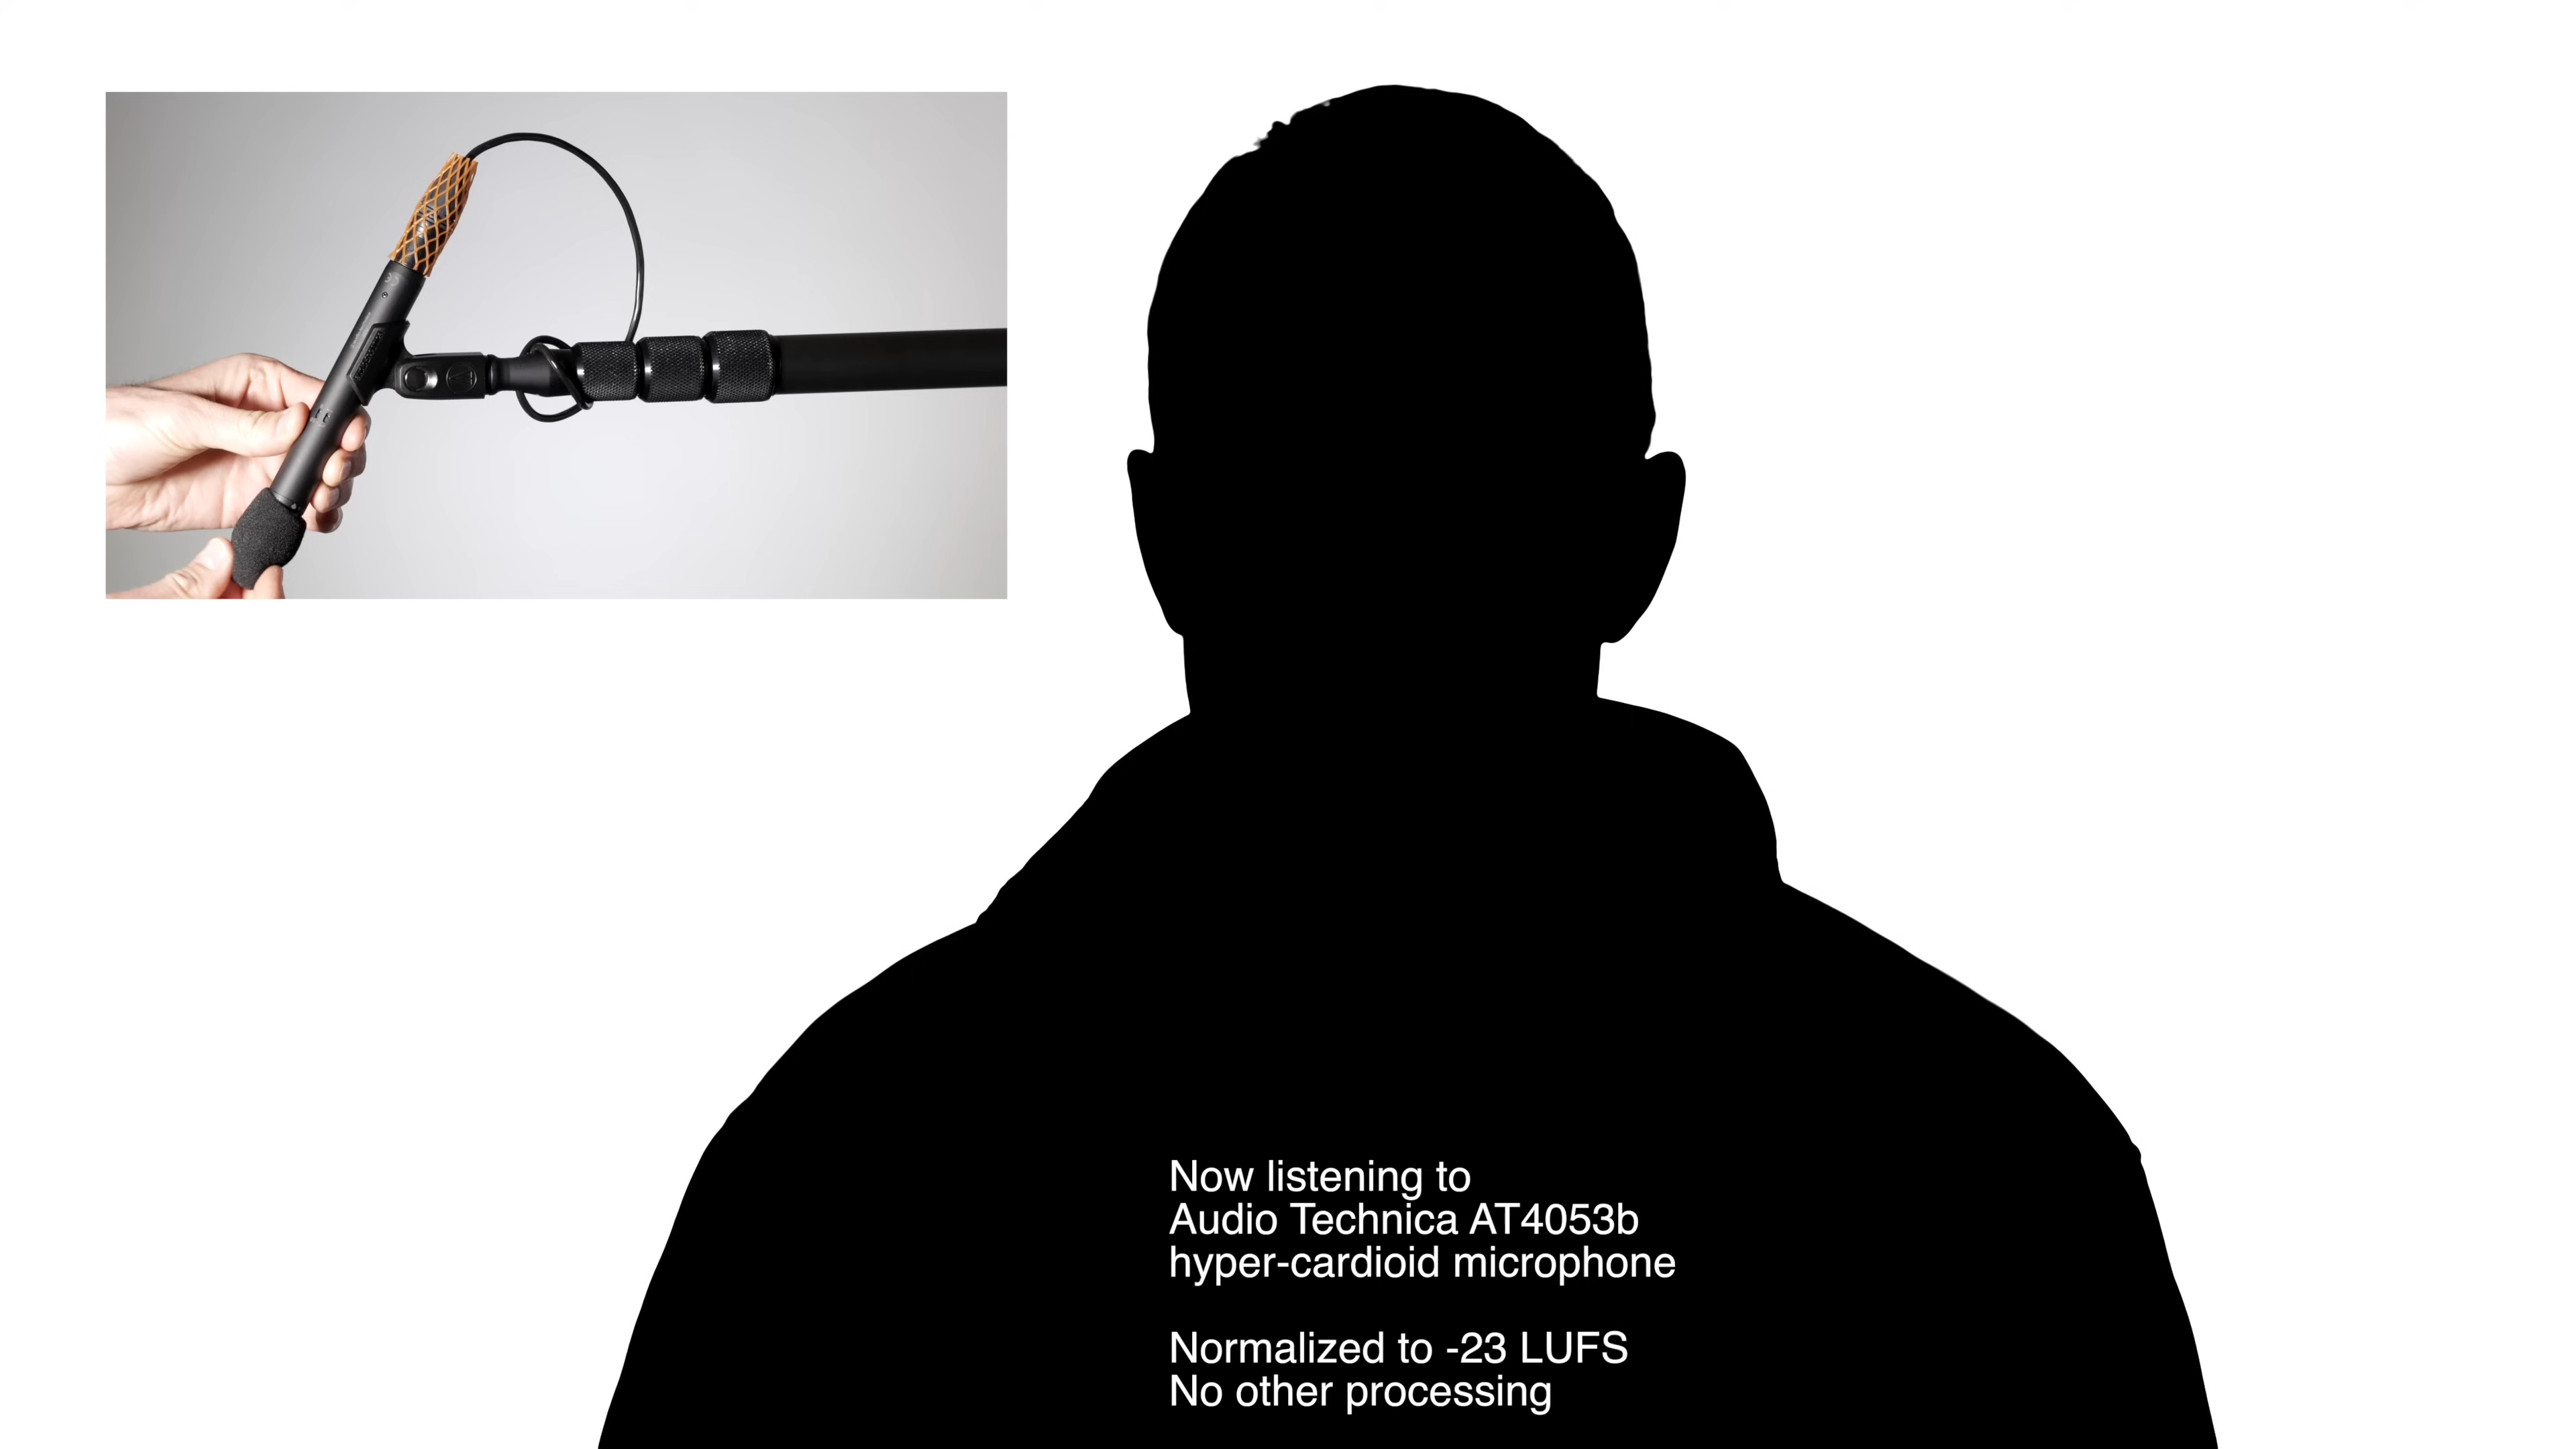 Now listening to
Audio Technica AT4053b
hyper-cardioid microphone
Normalized to -23 LUFS
No other processing